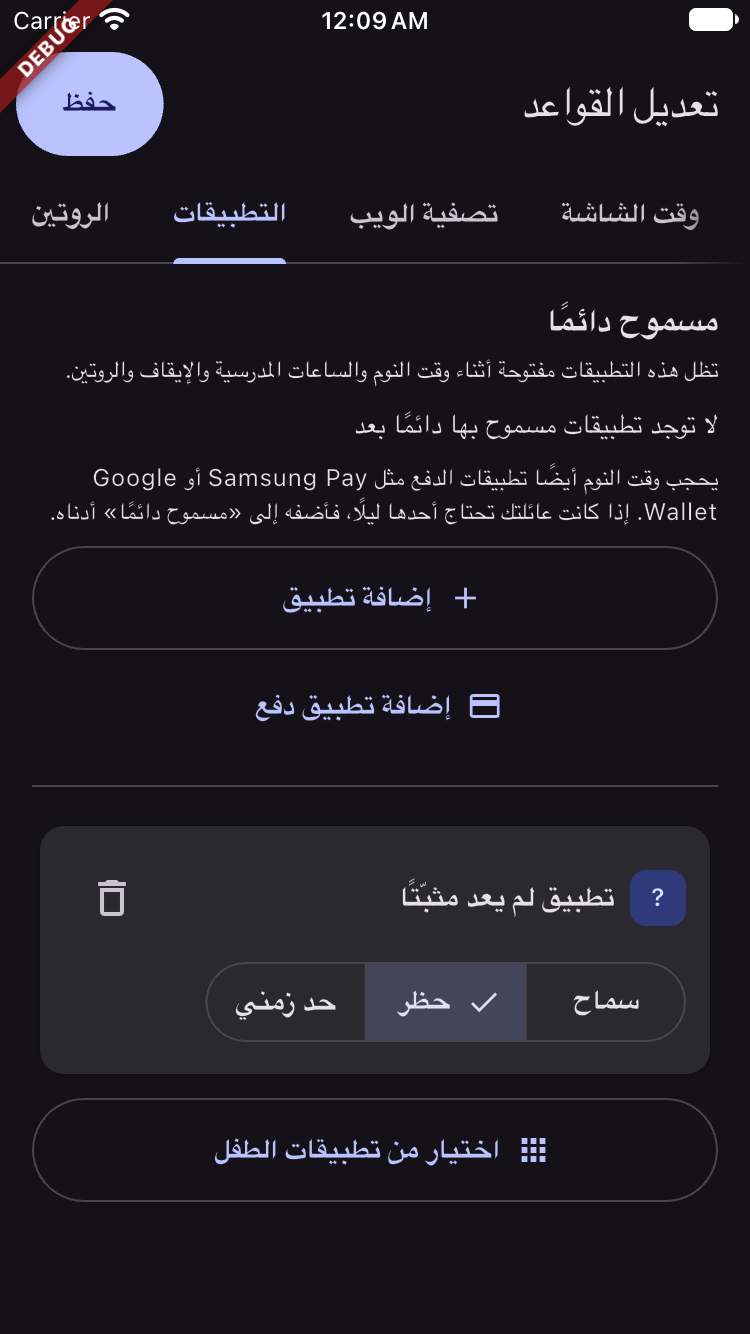 Carrier
12:09 AM
DEBUG
تعديل القواعد
حفظ
وقت الشاشة
تصفية الويب
التطبيقات
الروتين
مسموح دائمًا
تظل هذه التطبيقات مفتوحة أثناء وقت النوم والساعات المدرسية والإيقاف والروتين.
لا توجد تطبيقات مسموح بها دائمًا بعد
يحجب وقت النوم أيضًا تطبيقات الدفع مثل Samsung Pay أو Google
Wallet. إذا كانت عائلتك تحتاج أحدها ليلًا، فأضفه إلى «مسموح دائمًا» أدناه.
إضافة تطبيق
إضافة تطبيق دفع
?
تطبيق لم يعد مثبّتًا
سماح
حظر
حد زمني
اختيار من تطبيقات الطفل